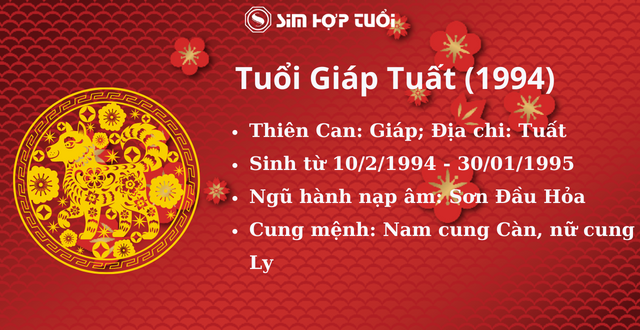 SIM HỢP TUỔI
Tuổi Giáp Tuất (1994)
• Thiên Can: Giáp; Địa chi: Tuất
• Sinh từ 10/2/1994 - 30/01/1995
• Ngũ hành nạp âm: Sơn Đầu Hỏa
• Cung mệnh: Nam cung Càn, nữ cung
Ly